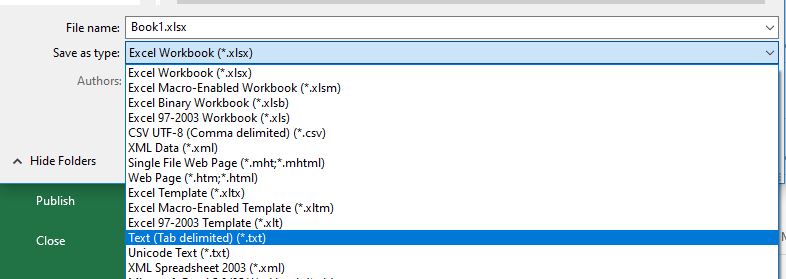 File name: Book1.xlsx
Save as type: Excel Workbook (*.xlsx)
Authors:
Excel Workbook (*.xlsx)
Excel Macro-Enabled Workbook (*.xlsm)
Excel Binary Workbook (*.xlsb)
Excel 97-2003 Workbook (*.xls)
CSV UTF-8 (Comma delimited) (*.csv)
XML Data (*.xml)
Single File Web Page (*.mht;*.mhtml)
Hide Folders
Web Page (*.htm;*.html)
Excel Template (*.xltx)
Publish
Excel Macro-Enabled Template (*.xltm)
Excel 97-2003 Template (*.xlt)
Text (Tab delimited) (*.txt)
Close
Unicode Text (*.txt)
XML Spreadsheet 2003 (*.xml)